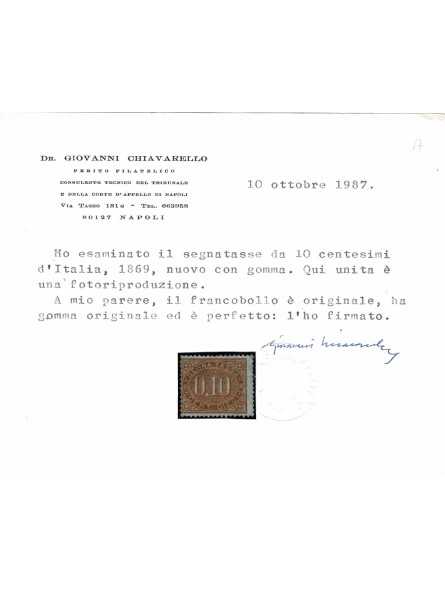 DR. GIOVANNI CHIAVARELLO
PERITO FILATELICO
CONSULENTE TECNICO DEL TRIBUNALE
E DELLA CORTE D'APPELLO DI NAPOLI
VIA TASSO 181 - TEL. 662958
80127 NAPOLI
10 ottobre 1987.
Ho esaminato il segnatasse da 10 centesimi
d'Italia, 1869, nuovo con gomma. Qui unita è
una fotoriproduzione.
A mio parere, il francobollo è originale, ha
gomma originale ed è perfetto: l'ho firmato.
0.10